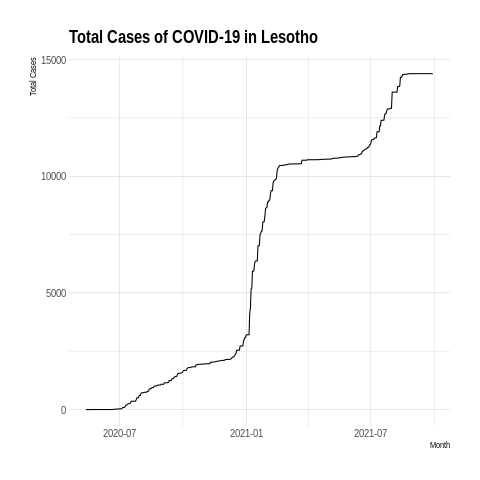 Total Cases of COVID-19 in Lesotho
Total Cases
15000
10000
5000
0
2020-07
2021-01
2021-07
Month